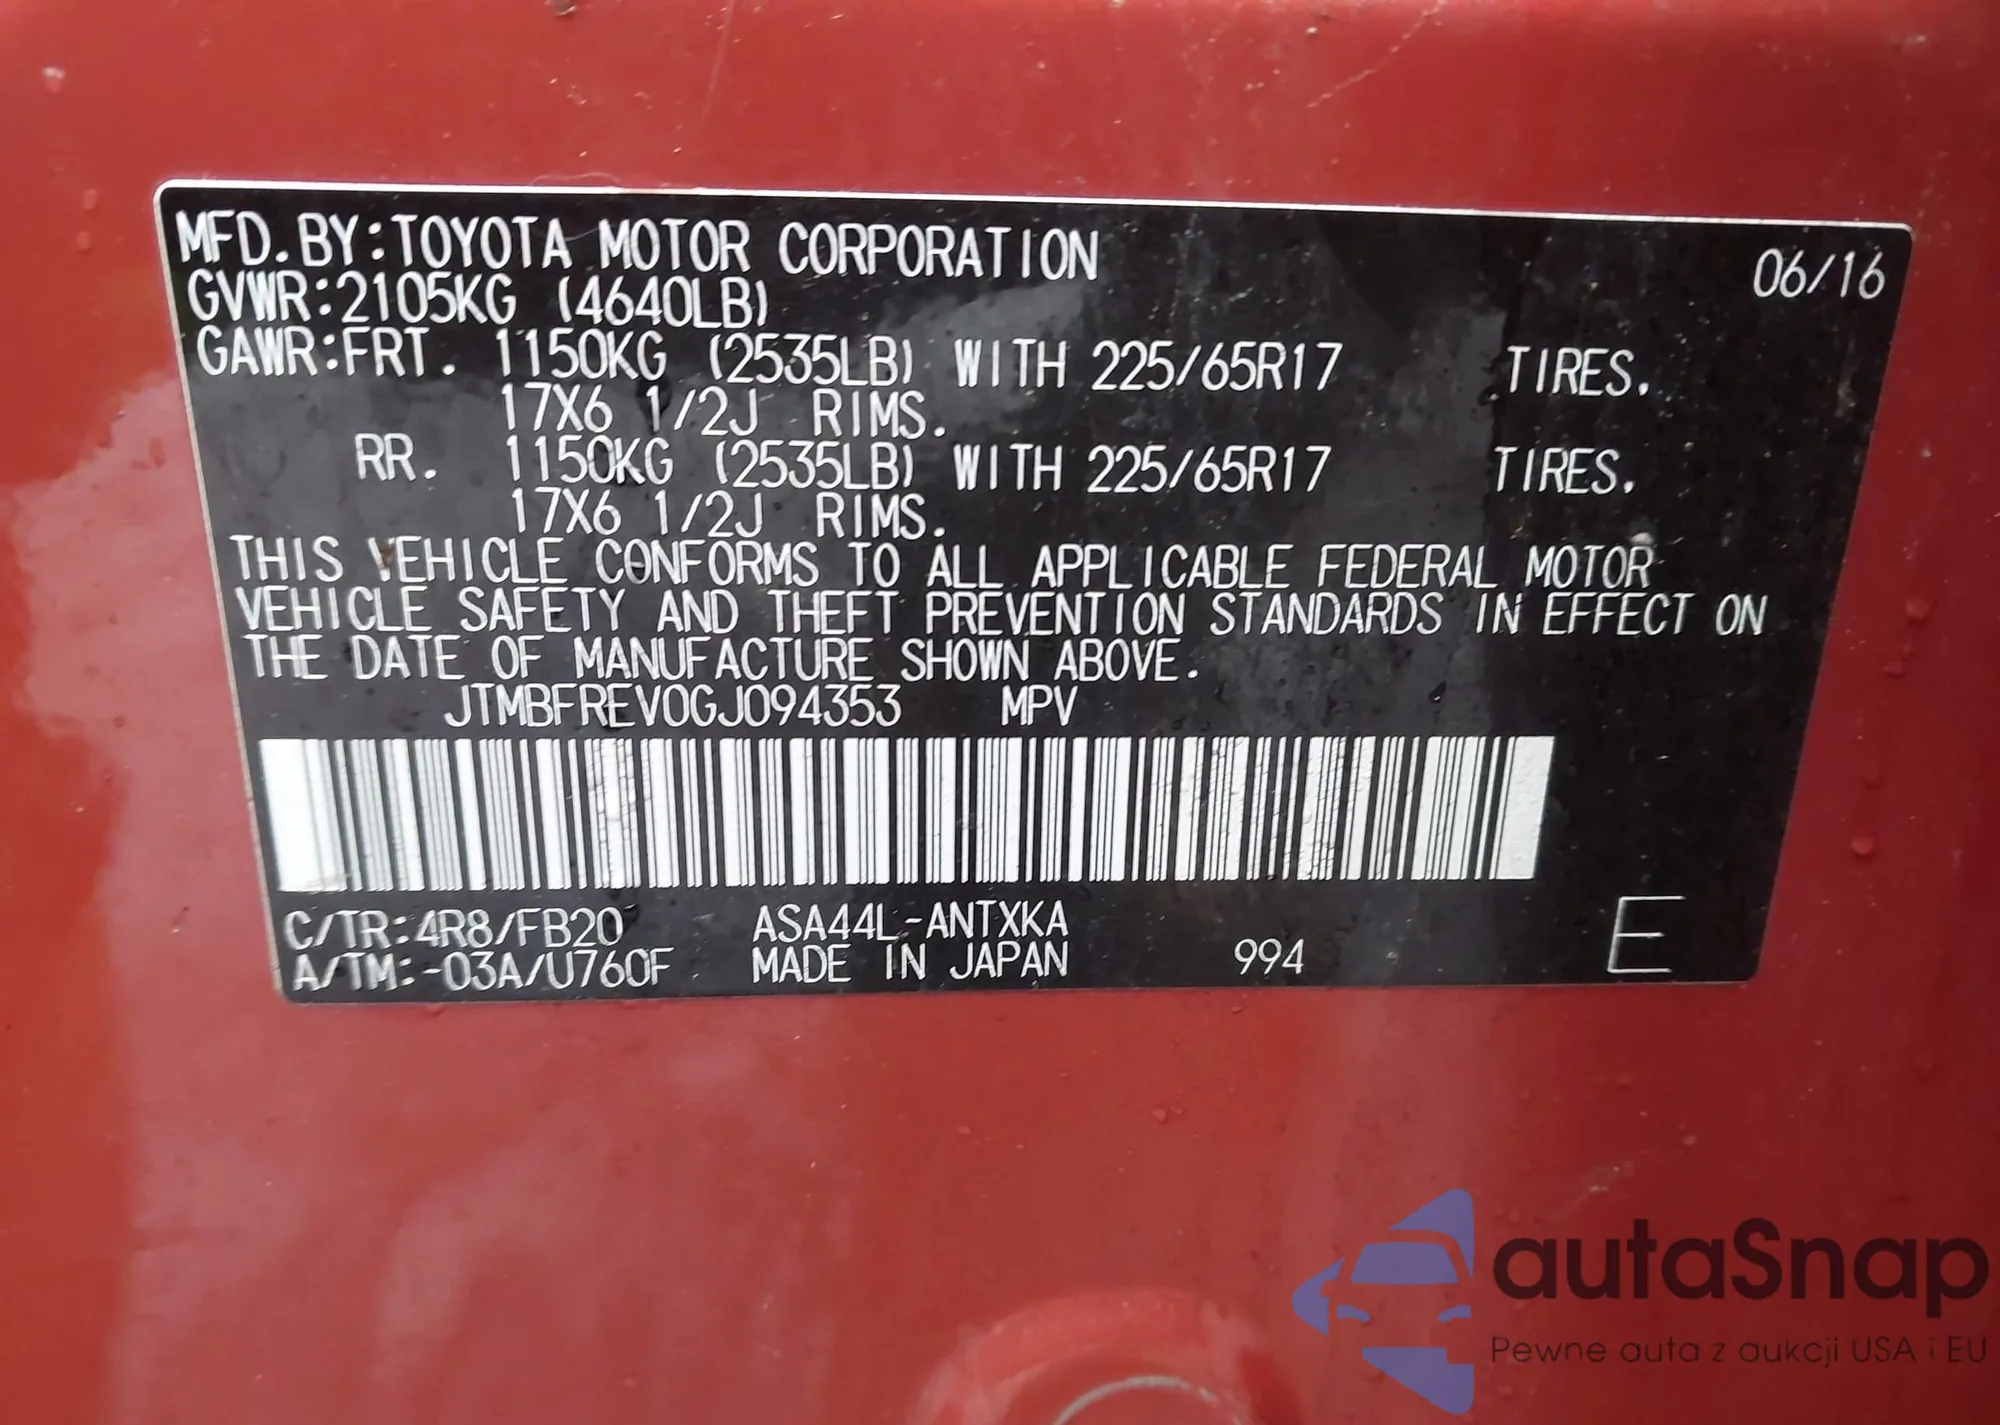 MFD.BY:TOYOTA MOTOR CORPORATION 06/16
GVWR:2105KG (4640LB)
GAWR:FRT. 1150KG (2535LB) WITH 225/65R17 TIRES.
17X6 1/2J RIMS.
RR. 1150KG (2535LB) WITH 225/65R17 TIRES.
17X6 1/2J RIMS.
THIS VEHICLE CONFORMS TO ALL APPLICABLE FEDERAL MOTOR
VEHICLE SAFETY AND THEFT PREVENTION STANDARDS IN EFFECT ON
THE DATE OF MANUFACTURE SHOWN ABOVE.
JTMBFREV0GJ094353 MPV
C/TR:4R8/FB20 ASA44L-ANTXKA
A/TM:-03A/U760F MADE IN JAPAN 994 E
autaSnap
Pewne auta z aukcji USA i EU